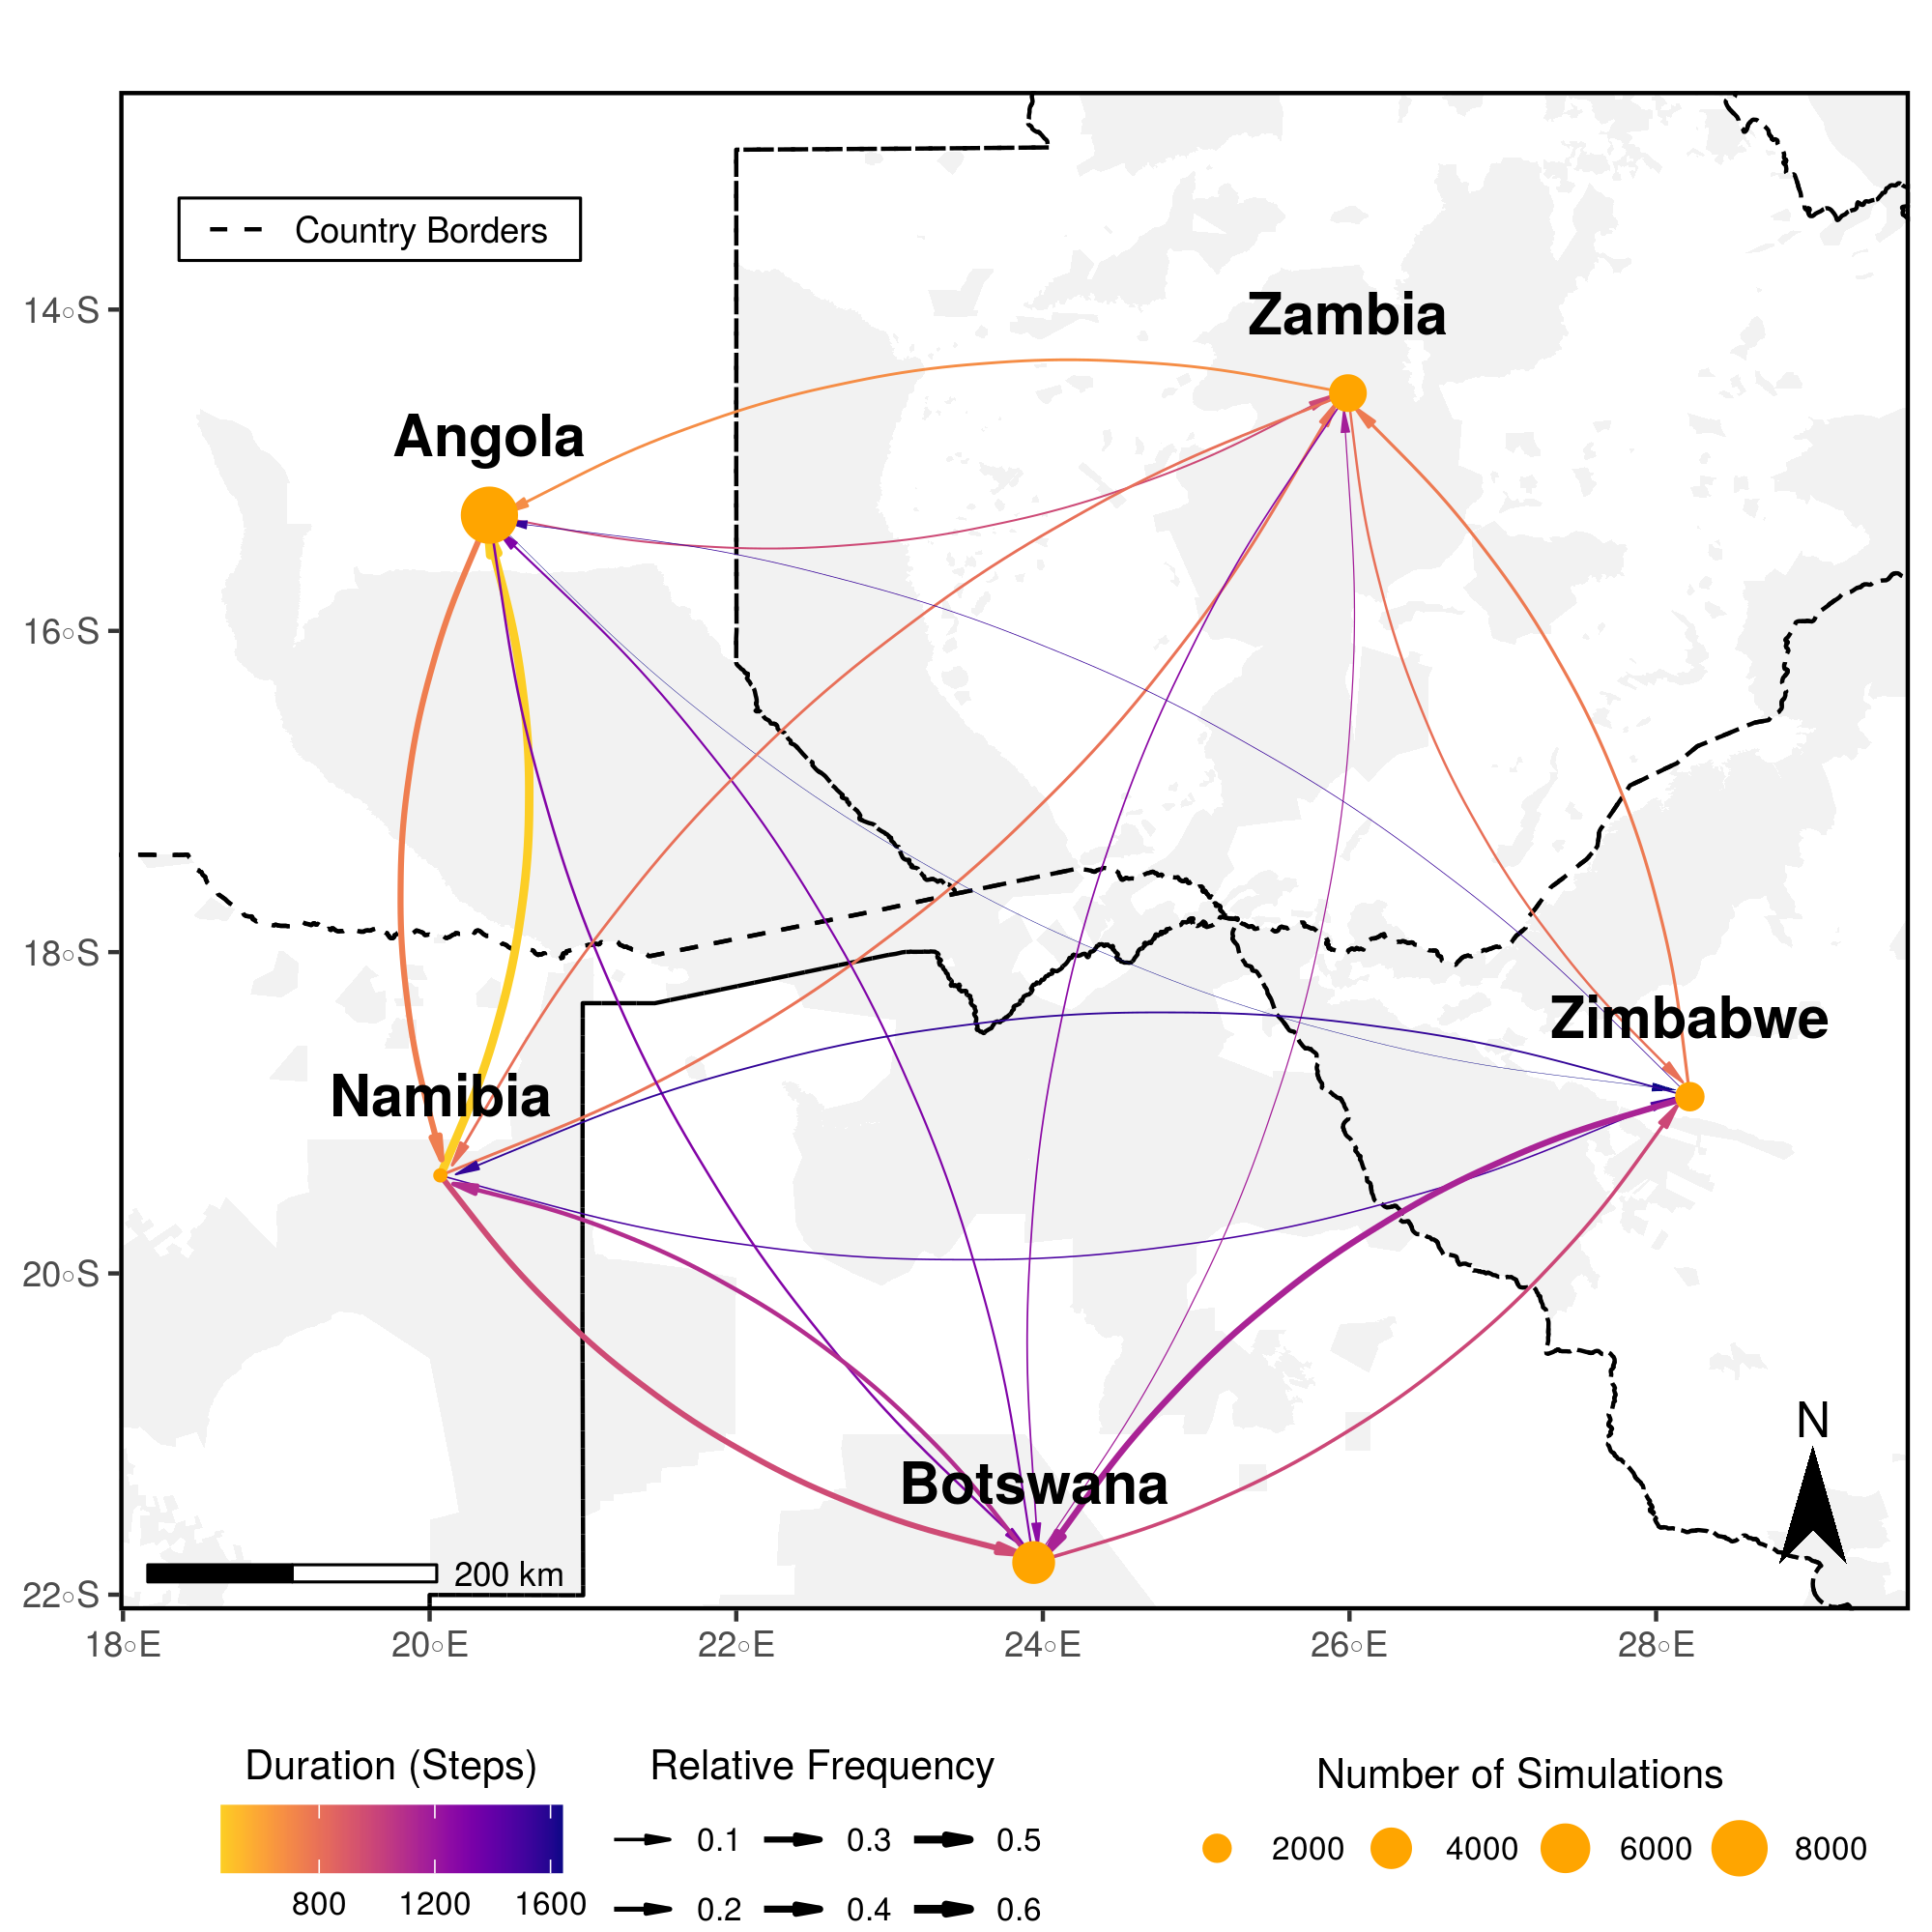 Country Borders
Zambia
14◦S
Angola
16◦S
18◦S
Zimbabwe
Namibia
20◦S
N
Botswana
200 km
22◦S
18◦E 20◦E 22◦E 24◦E 26◦E 28◦E
Duration (Steps) Relative Frequency Number of Simulations
0.1 0.3 0.5 2000 4000 6000 8000
800 1200 1600 0.2 0.4 0.6